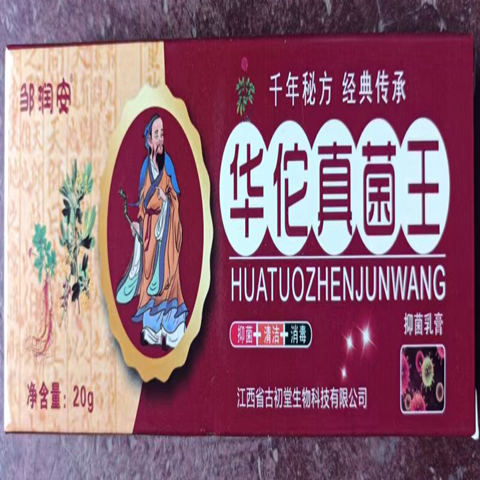 邹润安
千年秘方 经典传承
华佗真菌王
HUATUOZHENJUNWANG
抑菌+清洁+消毒
抑菌乳膏
净含量：20g
江西省古初堂生物科技有限公司